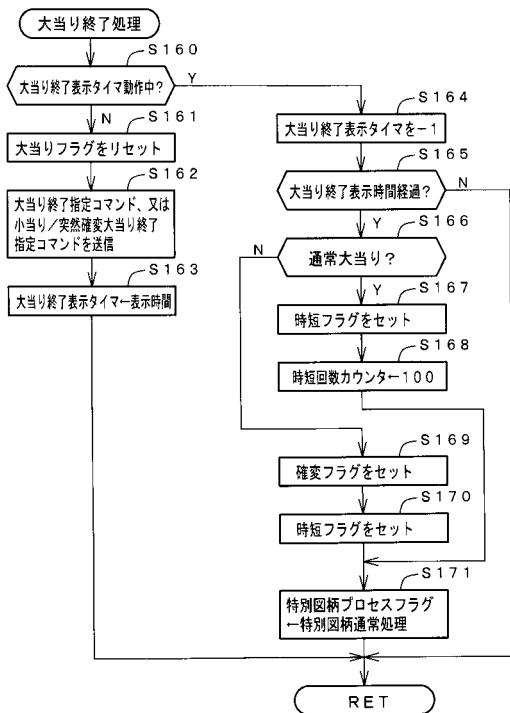 大当り終了処理
S160
大当り終了表示タイマ動作中?
Y
N
S161
大当りフラグをリセット
S162
大当り終了指定コマンド、又は
小当り/突然確変大当り終了
指定コマンドを送信
S163
大当り終了表示タイマ←表示時間
S164
大当り終了表示タイマを−1
S165
大当り終了表示時間経過?
N
Y
S166
通常大当り?
N
Y
S167
時短フラグをセット
S168
時短回数カウンタ←100
S169
確変フラグをセット
S170
時短フラグをセット
S171
特別図柄プロセスフラグ
←特別図柄通常処理
RET